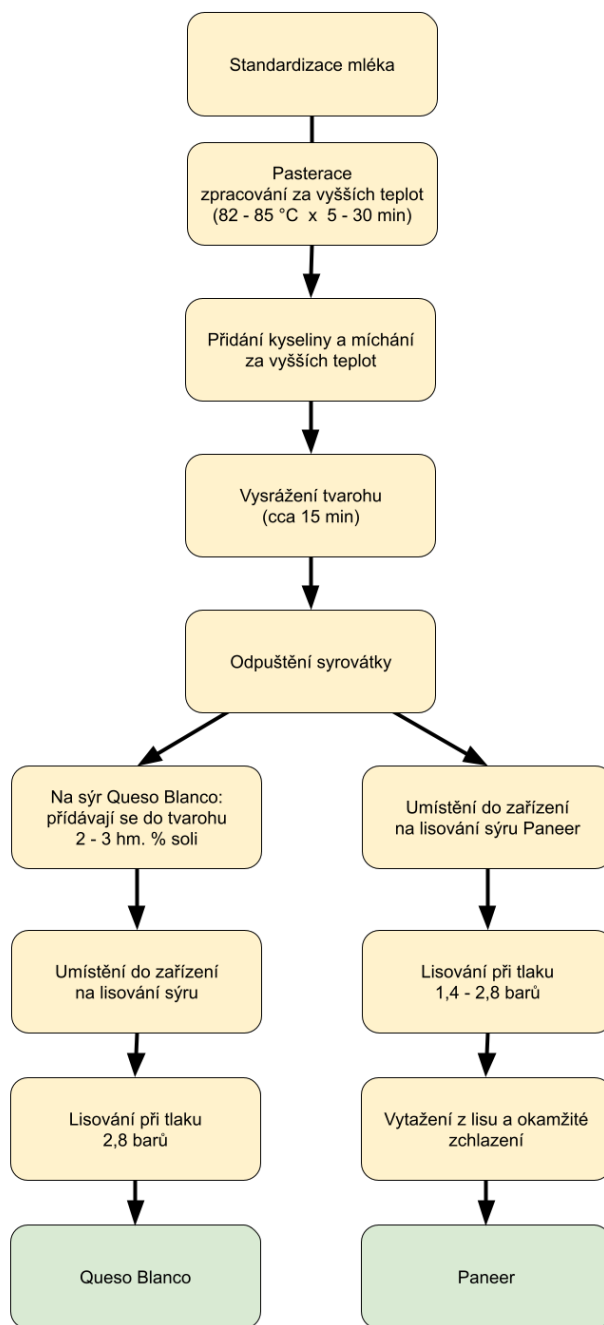 Standardizace mléka
Pasterace
zpracování za vyšších teplot
(82 - 85 °C x 5 - 30 min)
Přidání kyseliny a míchání
za vyšších teplot
Vysrážení tvarohu
(cca 15 min)
Odpuštění syrovátky
Na sýr Queso Blanco:
přídávají se do tvarohu
2 - 3 hm. % soli
Umístění do zařízení
na lisování sýru
Lisování při tlaku
2,8 barů
Queso Blanco
Umístění do zařízení
na lisování sýru Paneer
Lisování při tlaku
1,4 - 2,8 barů
Vytažení z lisu a okamžité
zchlazení
Paneer